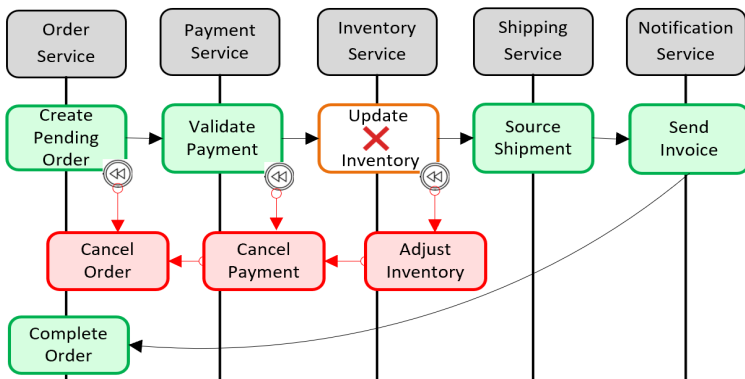 Order
Service
Payment
Service
Inventory
Service
Shipping
Service
Notification
Service
Create
Pending
Order
Validate
Payment
Update
Inventory
Source
Shipment
Send
Invoice
Cancel
Order
Cancel
Payment
Adjust
Inventory
Complete
Order